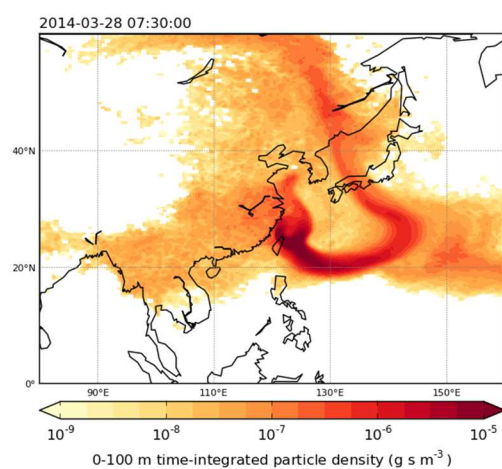 2014-03-28 07:30:00
40°N
20°N
0°
90°E 110°E 130°E 150°E
10⁻⁹ 10⁻⁸ 10⁻⁷ 10⁻⁶ 10⁻⁵
0-100 m time-integrated particle density (g s m⁻³)